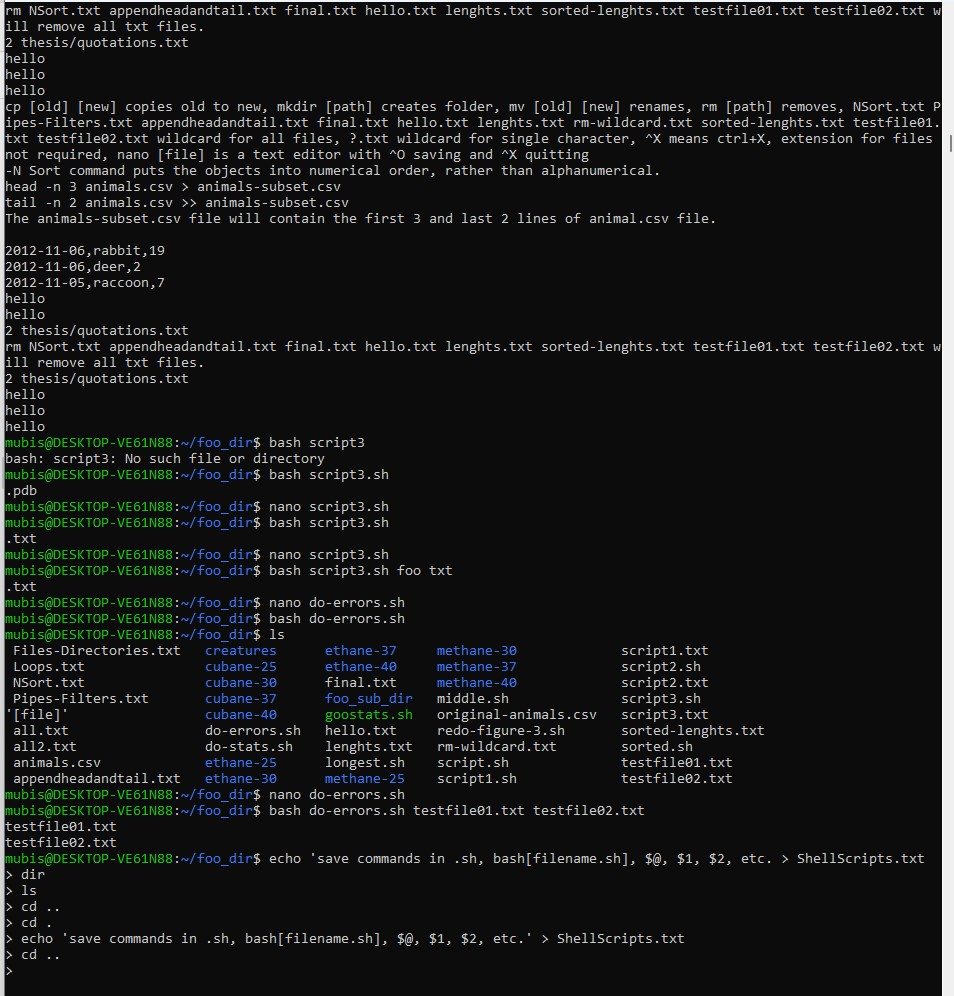 rm NSort.txt appendheadandtail.txt final.txt hello.txt lenghts.txt sorted-lenghts.txt testfile01.txt testfile02.txt w
ill remove all txt files.
2 thesis/quotations.txt
hello
hello
hello
cp [old] [new] copies old to new, mkdir [path] creates folder, mv [old] [new] renames, rm [path] removes, NSort.txt P
ipes-Filters.txt appendheadandtail.txt final.txt hello.txt lenghts.txt rm-wildcard.txt sorted-lenghts.txt testfile01.
txt testfile02.txt wildcard for all files, ?.txt wildcard for single character, ^X means ctrl+X, extension for files
not required, nano [file] is a text editor with ^O saving and ^X quitting
-N Sort command puts the objects into numerical order, rather than alphanumerical.
head -n 3 animals.csv > animals-subset.csv
tail -n 2 animals.csv >> animals-subset.csv
The animals-subset.csv file will contain the first 3 and last 2 lines of animal.csv file.

2012-11-06,rabbit,19
2012-11-06,deer,2
2012-11-05,raccoon,7
hello
hello
2 thesis/quotations.txt
rm NSort.txt appendheadandtail.txt final.txt hello.txt lenghts.txt sorted-lenghts.txt testfile01.txt testfile02.txt w
ill remove all txt files.
2 thesis/quotations.txt
hello
hello
hello
mubis@DESKTOP-VE61N88:~/foo_dir$ bash script3
bash: script3: No such file or directory
mubis@DESKTOP-VE61N88:~/foo_dir$ bash script3.sh
.pdb
mubis@DESKTOP-VE61N88:~/foo_dir$ nano script3.sh
mubis@DESKTOP-VE61N88:~/foo_dir$ bash script3.sh
.txt
mubis@DESKTOP-VE61N88:~/foo_dir$ nano script3.sh
mubis@DESKTOP-VE61N88:~/foo_dir$ bash script3.sh foo txt
.txt
mubis@DESKTOP-VE61N88:~/foo_dir$ nano do-errors.sh
mubis@DESKTOP-VE61N88:~/foo_dir$ bash do-errors.sh
mubis@DESKTOP-VE61N88:~/foo_dir$ ls
 Files-Directories.txt   creatures      ethane-37     methane-30             script1.txt
 Loops.txt               cubane-25      ethane-40     methane-37             script2.sh
 NSort.txt               cubane-30      final.txt     methane-40             script2.txt
 Pipes-Filters.txt       cubane-37      foo_sub_dir   middle.sh              script3.sh
'[file]'                 cubane-40      goostats.sh   original-animals.csv   script3.txt
 all.txt                 do-errors.sh   hello.txt     redo-figure-3.sh       sorted-lenghts.txt
 all2.txt                do-stats.sh    lenghts.txt   rm-wildcard.txt        sorted.sh
 animals.csv             ethane-25      longest.sh    script.sh              testfile01.txt
 appendheadandtail.txt   ethane-30      methane-25    script1.sh             testfile02.txt
mubis@DESKTOP-VE61N88:~/foo_dir$ nano do-errors.sh
mubis@DESKTOP-VE61N88:~/foo_dir$ bash do-errors.sh testfile01.txt testfile02.txt
testfile01.txt
testfile02.txt
mubis@DESKTOP-VE61N88:~/foo_dir$ echo 'save commands in .sh, bash[filename.sh], $@, $1, $2, etc. > ShellScripts.txt
> dir
> ls
> cd ..
> cd .
> echo 'save commands in .sh, bash[filename.sh], $@, $1, $2, etc.' > ShellScripts.txt
> cd ..
>